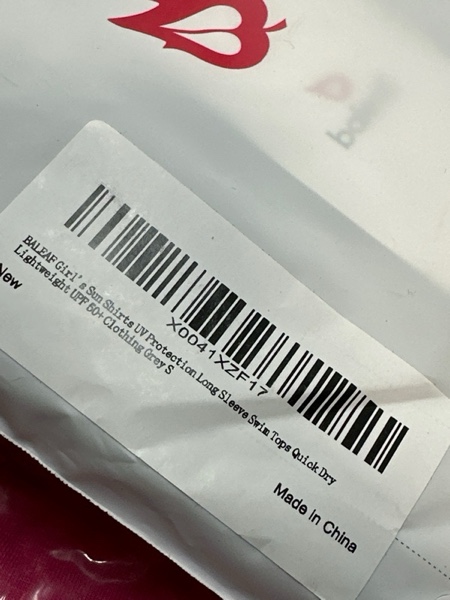 X0041XZF17
BALEAF Girl's Sun Shirts UV Protection Long Sleeve Swim Tops Quick Dry
Lightweight UPF 50+ Clothing Grey S
New
Made in China